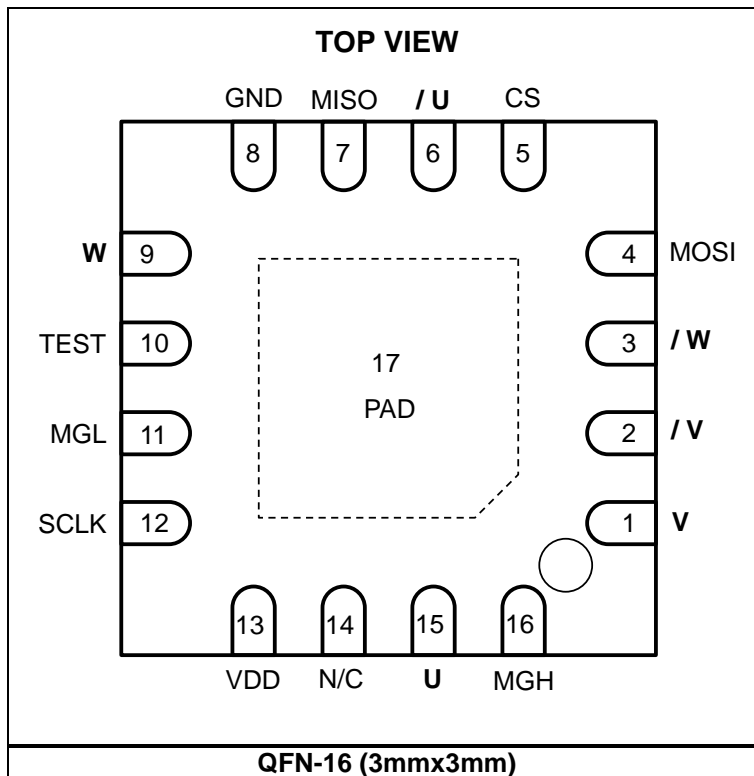 TOP VIEW
GND MISO / U CS
8 7 6 5
W 9 4 MOSI
TEST 10 3 / W
17
PAD
MGL 11 2 / V
SCLK 12 1 V
13 14 15 16
VDD N/C U MGH
QFN-16 (3mmx3mm)